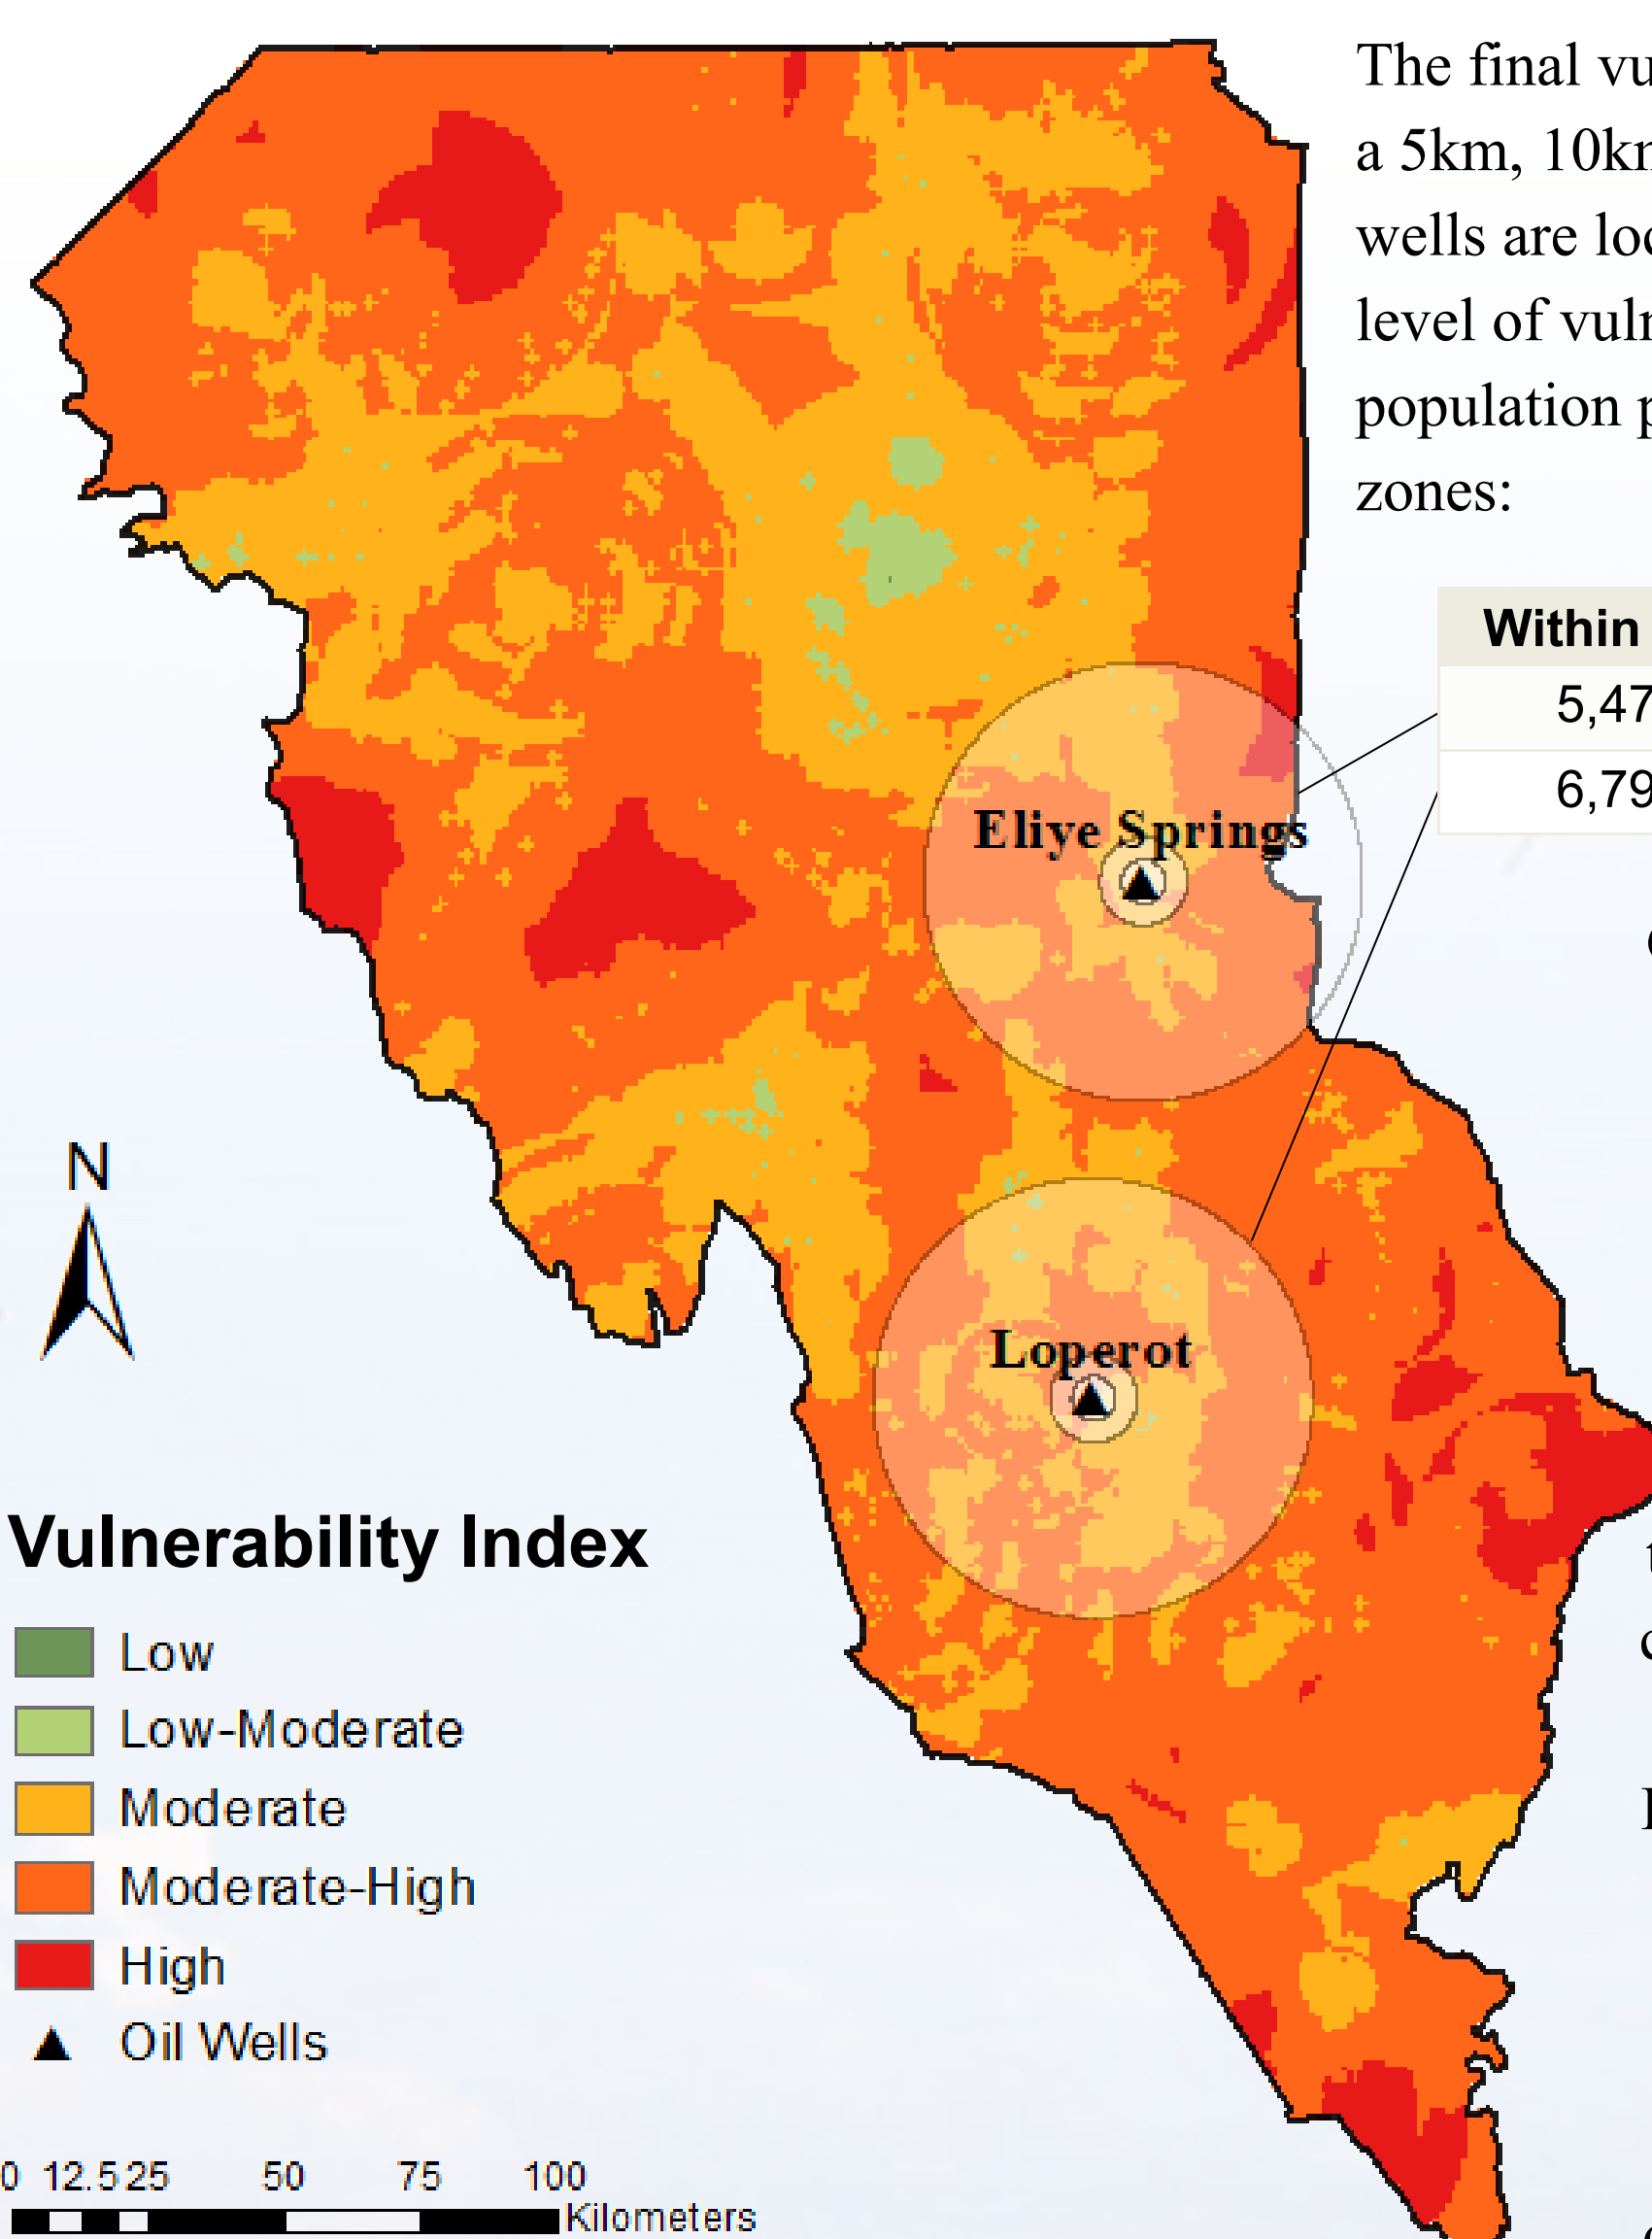 The final vu
a 5km, 10km
wells are loc
level of vuln
population p
zones:
Within
5,47
6,79
Eliye Springs
Loperot
N
Vulnerability Index
Low
Low-Moderate
Moderate
Moderate-High
High
Oil Wells
0 12.5 25 50 75 100
Kilometers